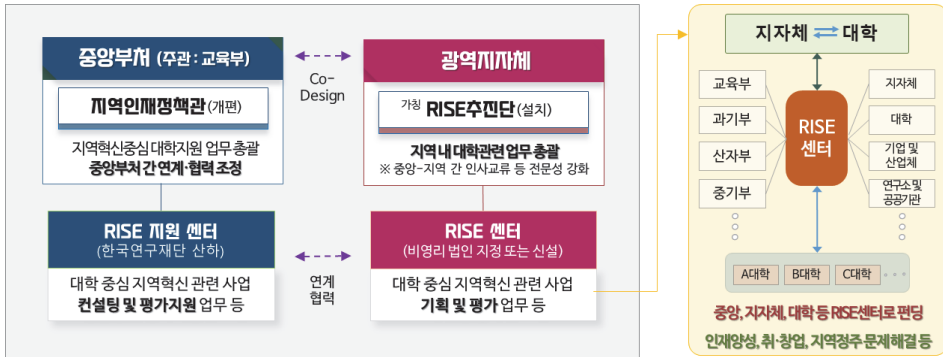 중앙부처 (주관 : 교육부)
지역인재정책관(개편)
지역혁신중심 대학지원 업무 총괄
중앙부처 간 연계·협력 조정
Co-
Design
광역지자체
가칭 RISE추진단(설치)
지역 내 대학관련 업무 총괄
※ 중앙-지역 간 인사교류 등 전문성 강화
RISE 지원 센터
(한국연구재단 산하)
대학 중심 지역혁신 관련 사업
컨설팅 및 평가지원 업무 등
연계
협력
RISE 센터
(비영리 법인 지정 또는 신설)
대학 중심 지역혁신 관련 사업
기획 및 평가 업무 등
지자체 대학
교육부
과기부
산자부
중기부
RISE
센터
지자체
대학
기업 및
산업체
연구소 및
공공기관
A대학 B대학 C대학
중앙, 지자체, 대학 등 RISE센터로 펀딩
인재양성, 취·창업, 지역정주 문제해결 등